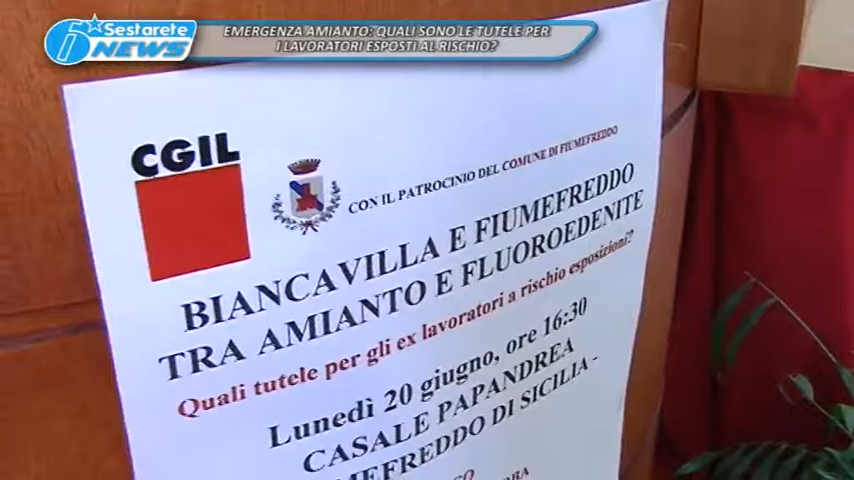 6 Sestarete
NEWS
EMERGENZA AMIANTO: QUALI SONO LE TUTELE PER
I LAVORATORI ESPOSTI AL RISCHIO?
CGIL
CON IL PATROCINIO DEL COMUNE DI FIUMEFREDDO
BIANCAVILLA E FIUMEFREDDO
TRA AMIANTO E FLUOROEDENITE
Quali tutele per gli ex lavoratori a rischio esposizioni?
Lunedì 20 giugno, ore 16:30
CASALE PAPANDREA
FREDDO DI SICILIA -